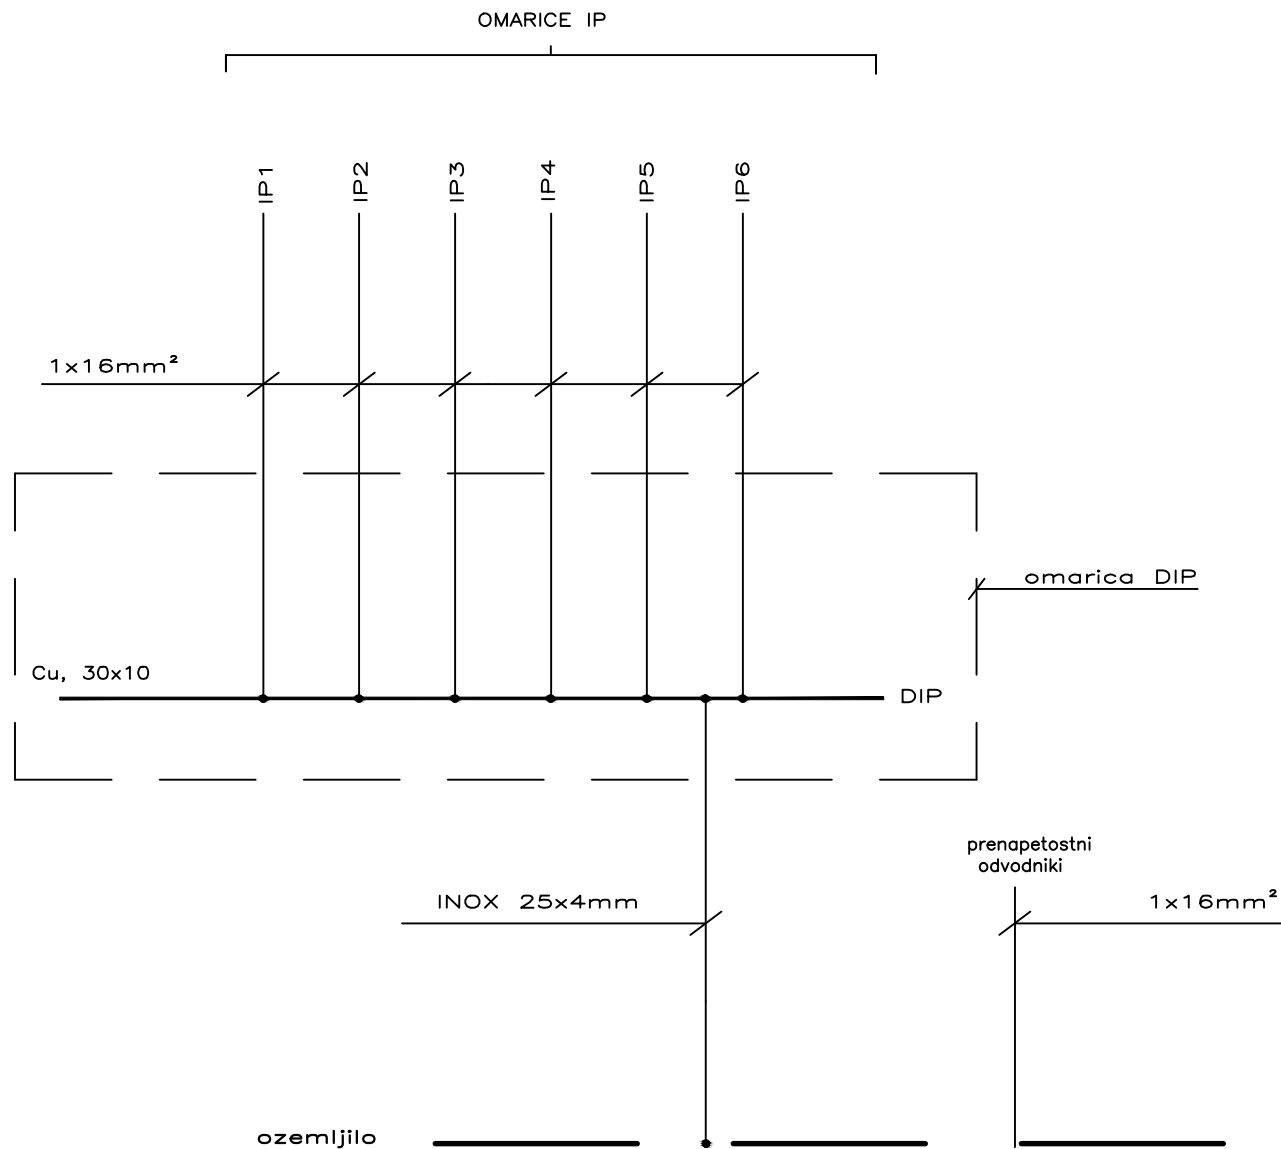 OMARICE IP
IP1
IP2
IP3
IP4
IP5
IP6
1x16mm²
omarica DIP
Cu, 30x10
DIP
prenapetostni
odvodniki
INOX 25x4mm
1x16mm²
ozemljilo